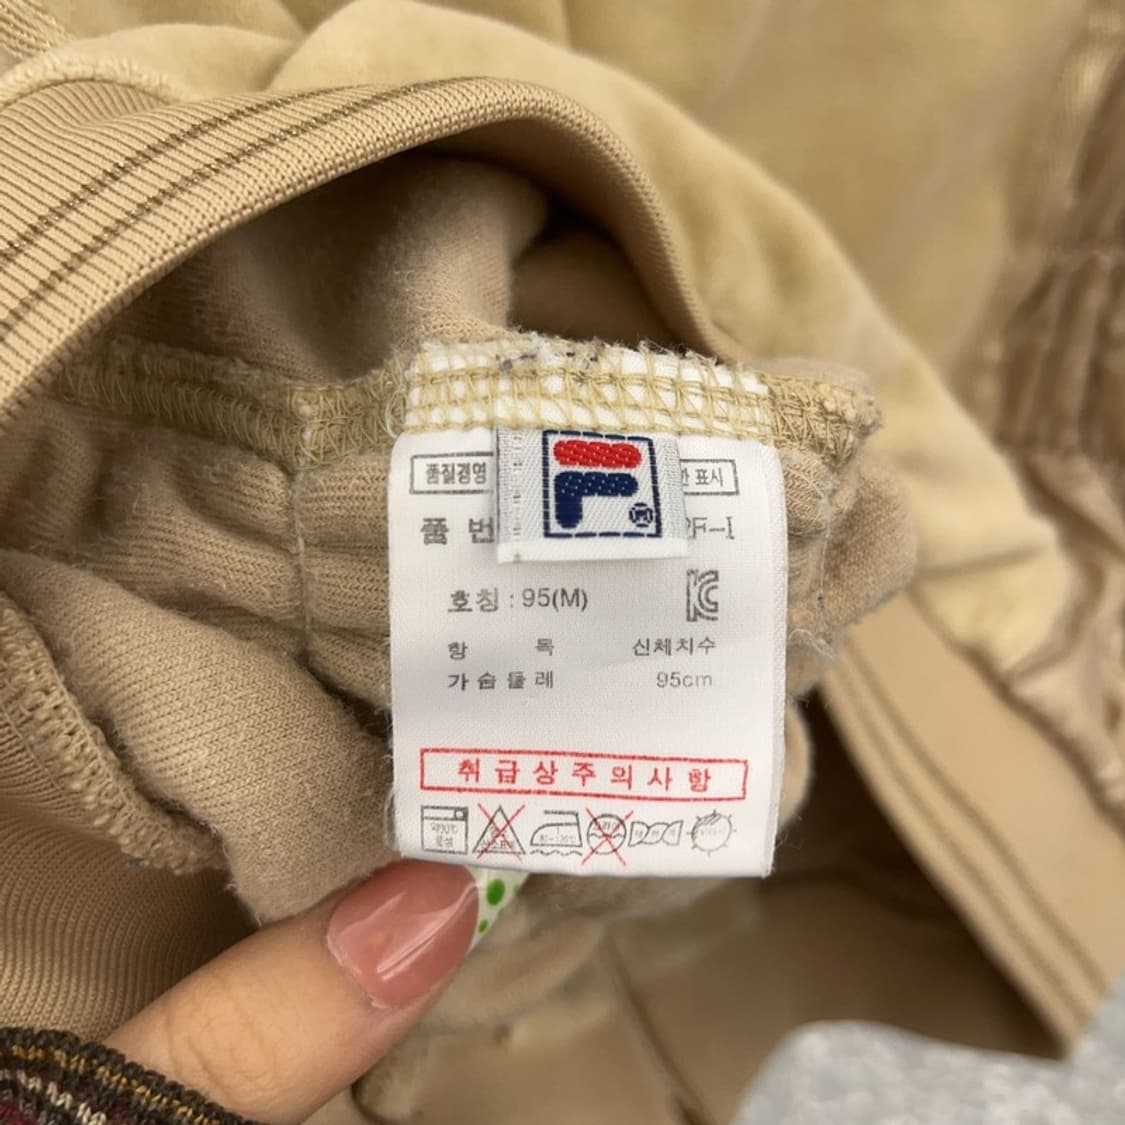 품질경영 표시
품 번 F-1
호칭 : 95(M)
항 목 신체치수
가슴둘레 95cm
취급상주의사항